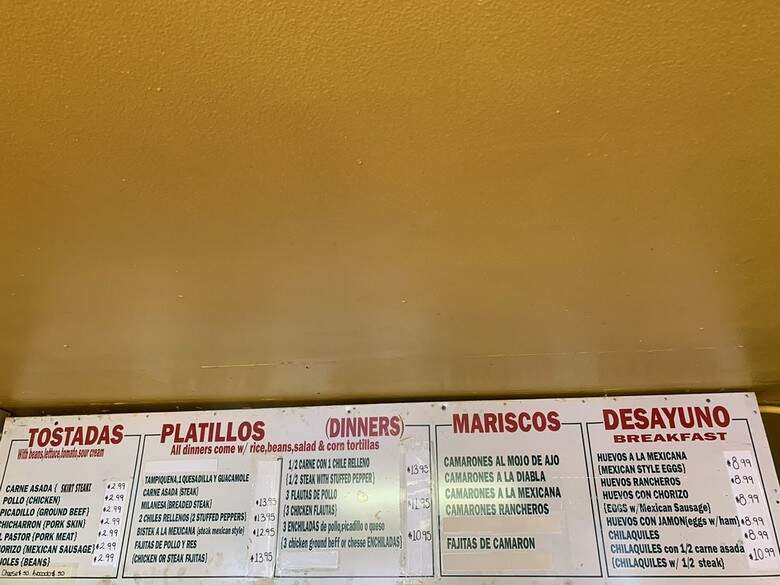 TOSTADAS
With beans,lettuce,tomato,sour cream
CARNE ASADA ( SKIRT STEAK)
POLLO (CHICKEN) $2.99
PICADILLO (GROUND BEEF) $2.99
CHICHARRON (PORK SKIN) $2.99
L PASTOR (PORK MEAT) $2.99
ORIZO (MEXICAN SAUSAGE) $2.99
OLES (BEANS) $2.99
Cheese $.50 Avocado $.50
PLATILLOS (DINNERS)
All dinners come w/ rice,beans,salad & corn tortillas
TAMPIQUENA,1 QUESADILLA Y GUACAMOLE
CARNE ASADA (STEAK)
MILANESA (BREADED STEAK) $13.95
2 CHILES RELLENOS (2 STUFFED PEPPERS) $13.95
BISTEK A LA MEXICANA (steak mexican style) $12.95
FAJITAS DE POLLO Y RES
(CHICKEN OR STEAK FAJITAS) $13.95
1/2 CARNE CON 1 CHILE RELLENO $13.95
(1/2 STEAK WITH STUFFED PEPPER)
3 FLAUTAS DE POLLO $11.75
(3 CHICKEN FLAUTAS)
3 ENCHILADAS de pollo,picadillo o queso $10.95
(3 chicken ground beff or chesse ENCHILADAS)
MARISCOS
CAMARONES AL MOJO DE AJO
CAMARONES A LA DIABLA
CAMARONES A LA MEXICANA
CAMARONES RANCHEROS
FAJITAS DE CAMARON
DESAYUNO
BREAKFAST
HUEVOS A LA MEXICANA $8.99
(MEXICAN STYLE EGGS)
HUEVOS RANCHEROS $8.99
HUEVOS CON CHORIZO $8.99
(EGGS w/ Mexican Sausage)
HUEVOS CON JAMON(eggs w/ham) $8.99
CHILAQUILES $8.99
CHILAQUILES con 1/2 carne asada $10.99
(CHILAQUILES w/ 1/2 steak)